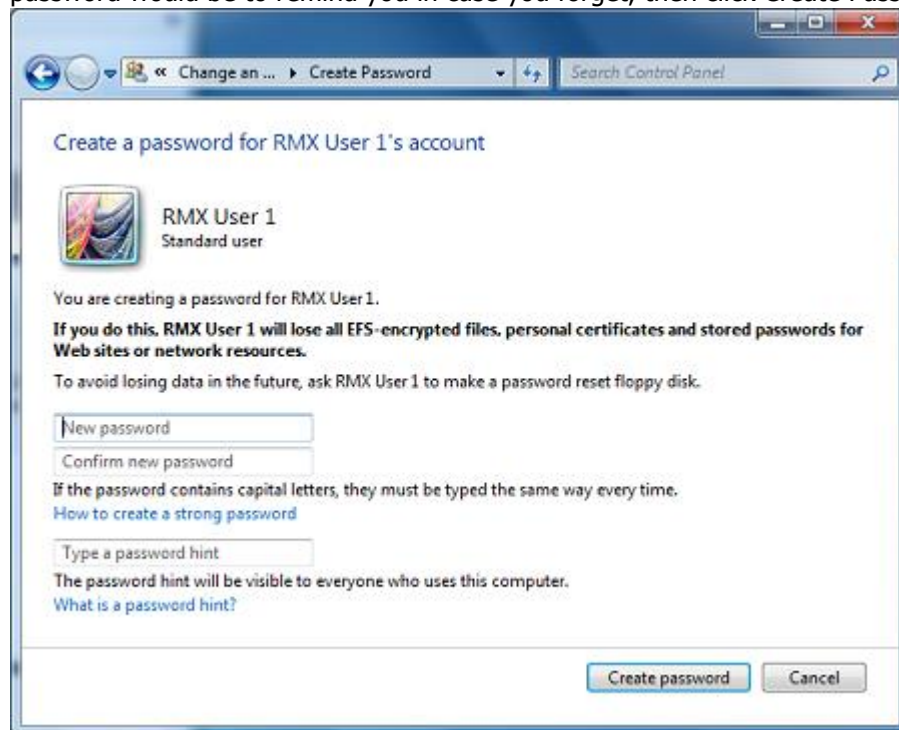 password would be to remind you in case you forget, then click Create
Change an ... Create Password Search Control Panel
Create a password for RMX User 1's account
RMX User 1
Standard user
You are creating a password for RMX User 1.
If you do this, RMX User 1 will lose all EFS-encrypted files, personal certificates and stored passwords for
Web sites or network resources.
To avoid losing data in the future, ask RMX User 1 to make a password reset floppy disk.
New password
Confirm new password
If the password contains capital letters, they must be typed the same way every time.
How to create a strong password
Type a password hint
The password hint will be visible to everyone who uses this computer.
What is a password hint?
Create password Cancel